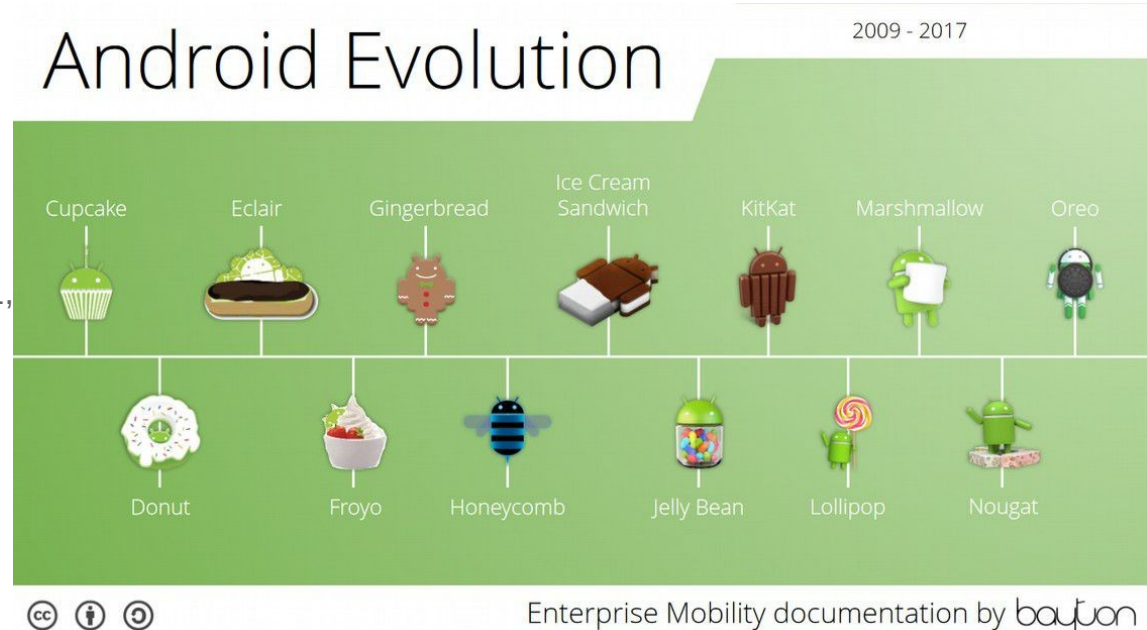 Android Evolution
2009 - 2017
Cupcake
Eclair
Gingerbread
Ice Cream
Sandwich
KitKat
Marshmallow
Oreo
Donut
Froyo
Honeycomb
Jelly Bean
Lollipop
Nougat
cc
Enterprise Mobility documentation by bayton